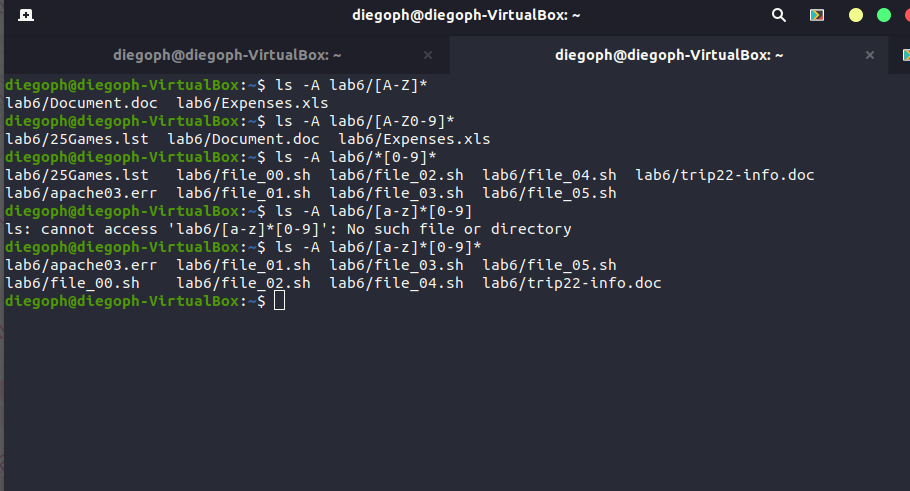 diegoph@diegoph-VirtualBox: ~
diegoph@diegoph-VirtualBox: ~ × diegoph@diegoph-VirtualBox: ~ ×
diegoph@diegoph-VirtualBox:~$ ls -A lab6/[A-Z]*
lab6/Document.doc  lab6/Expenses.xls
diegoph@diegoph-VirtualBox:~$ ls -A lab6/[A-Z0-9]*
lab6/25Games.lst  lab6/Document.doc  lab6/Expenses.xls
diegoph@diegoph-VirtualBox:~$ ls -A lab6/*[0-9]*
lab6/25Games.lst   lab6/file_00.sh  lab6/file_02.sh  lab6/file_04.sh  lab6/trip22-info.doc
lab6/apache03.err  lab6/file_01.sh  lab6/file_03.sh  lab6/file_05.sh
diegoph@diegoph-VirtualBox:~$ ls -A lab6/[a-z]*[0-9]
ls: cannot access 'lab6/[a-z]*[0-9]': No such file or directory
diegoph@diegoph-VirtualBox:~$ ls -A lab6/[a-z]*[0-9]*
lab6/apache03.err  lab6/file_01.sh  lab6/file_03.sh  lab6/file_05.sh
lab6/file_00.sh    lab6/file_02.sh  lab6/file_04.sh  lab6/trip22-info.doc
diegoph@diegoph-VirtualBox:~$